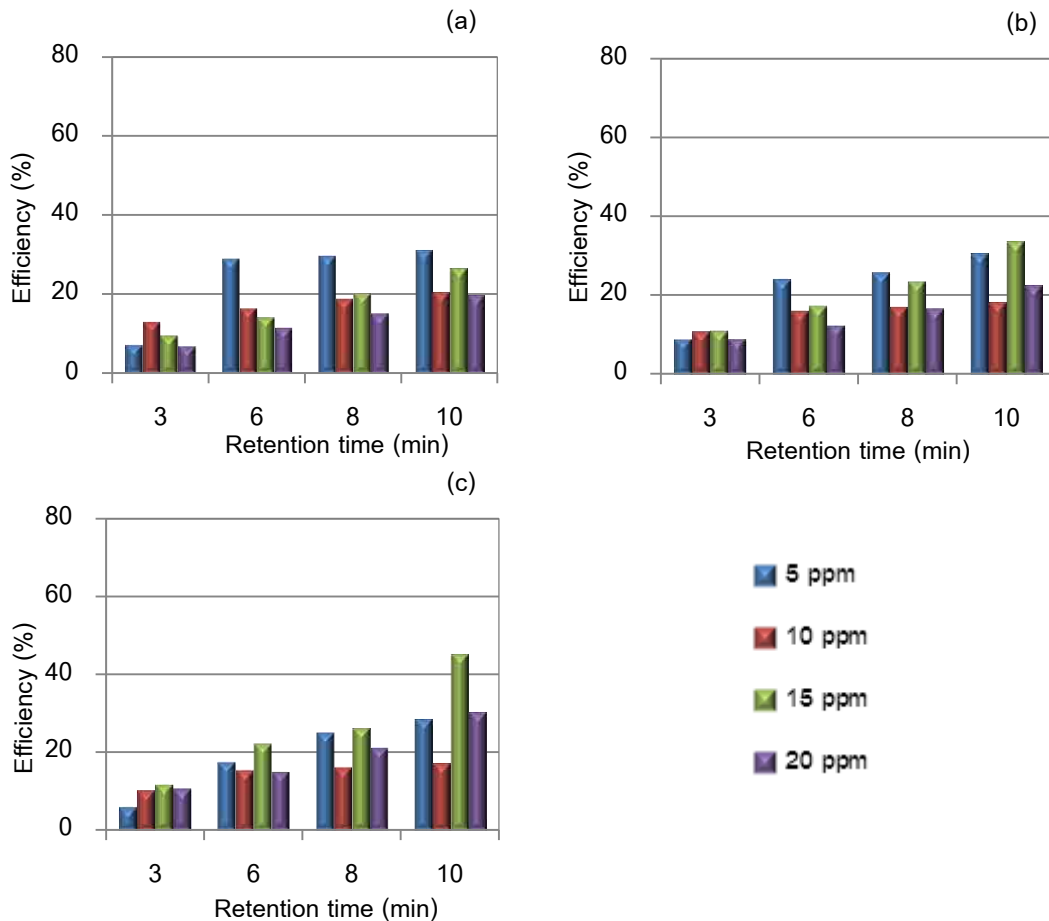 (a)
80
60
40
20
0
Efficiency (%)
3 6 8 10
Retention time (min)
(b)
80
60
40
20
0
Efficiency (%)
3 6 8 10
Retention time (min)
(c)
80
60
40
20
0
Efficiency (%)
3 6 8 10
Retention time (min)
5 ppm
10 ppm
15 ppm
20 ppm